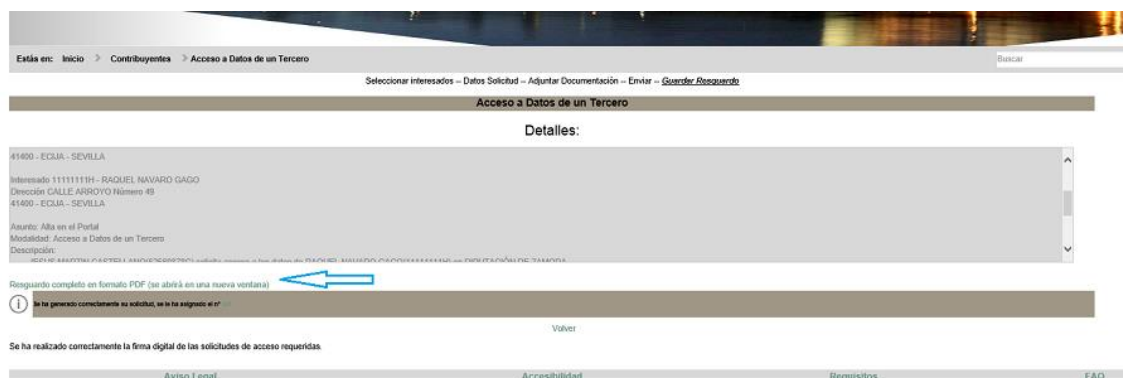 Estás en: Inicio > Contribuyentes > Acceso a Datos de un Tercero
Buscar
Seleccionar interesados -- Datos Solicitud -- Adjuntar Documentación -- Enviar -- Guardar Resguardo
Acceso a Datos de un Tercero
Detalles:
41400 - ECIJA - SEVILLA
Interesado 11111111H - RAQUEL NAVARO GAGO
Dirección CALLE ARROYO Número 49
41400 - ECIJA - SEVILLA
Asunto: Alta en el Portal
Modalidad: Acceso a Datos de un Tercero
Descripción:
Resguardo completo en formato PDF (se abrirá en una nueva ventana)
Se ha generado correctamente su solicitud, se le ha asignado el nº
Volver
Se ha realizado correctamente la firma digital de las solicitudes de acceso requeridas.
Aviso Legal Accesibilidad Requisitos FAQ